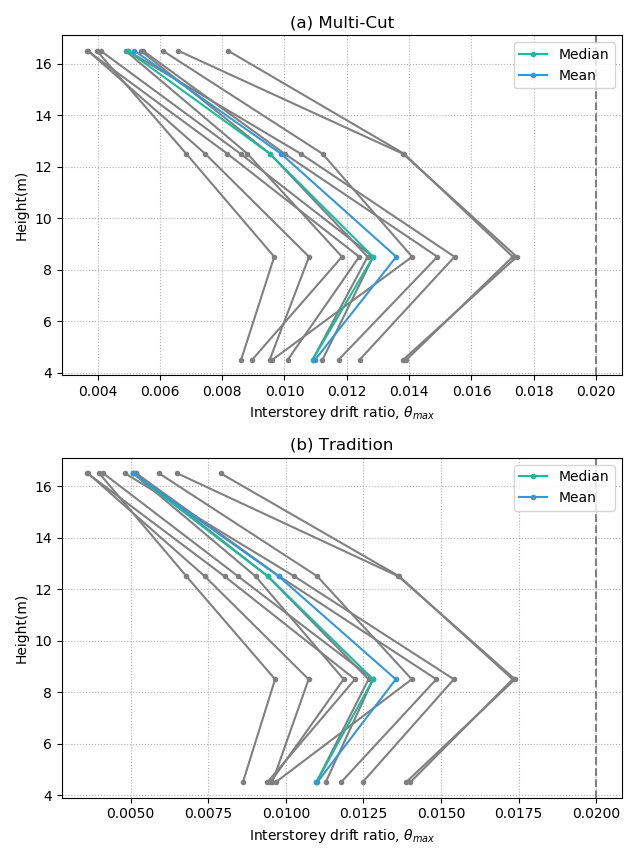 (a) Multi-Cut
Height(m)
16
14
12
10
8
6
4
Median
Mean
0.004 0.006 0.008 0.010 0.012 0.014 0.016 0.018 0.020
Interstorey drift ratio, θmax
(b) Tradition
Height(m)
16
14
12
10
8
6
4
Median
Mean
0.0050 0.0075 0.0100 0.0125 0.0150 0.0175 0.0200
Interstorey drift ratio, θmax